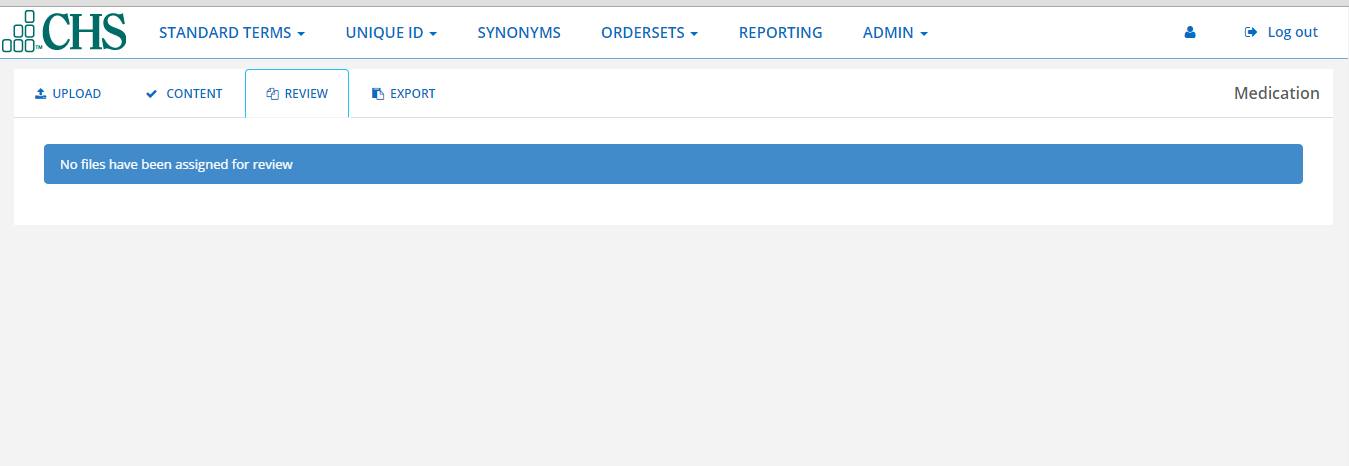 CHS STANDARD TERMS UNIQUE ID SYNONYMS ORDERSETS REPORTING ADMIN Log out
UPLOAD CONTENT REVIEW EXPORT Medication
No files have been assigned for review